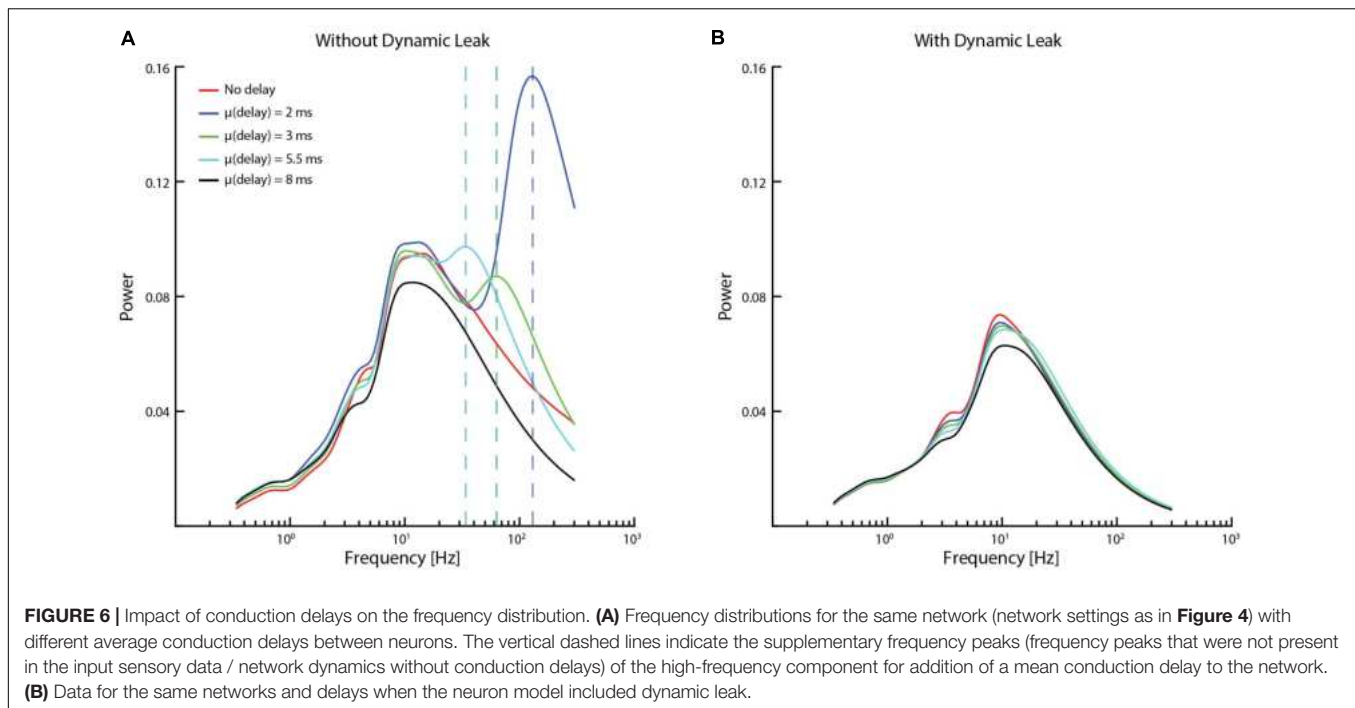 A
Without Dynamic Leak
0.16
0.12
0.08
0.04
Power
No delay
μ(delay) = 2 ms
μ(delay) = 3 ms
μ(delay) = 5.5 ms
μ(delay) = 8 ms
10⁰
10¹
10²
10³
Frequency [Hz]
B
With Dynamic Leak
0.16
0.12
0.08
0.04
Power
10⁰
10¹
10²
10³
Frequency [Hz]
FIGURE 6 | Impact of conduction delays on the frequency distribution. (A) Frequency distributions for the same network (network settings as in Figure 4) with
different average conduction delays between neurons. The vertical dashed lines indicate the supplementary frequency peaks (frequency peaks that were not present
in the input sensory data / network dynamics without conduction delays) of the high-frequency component for addition of a mean conduction delay to the network.
(B) Data for the same networks and delays when the neuron model included dynamic leak.